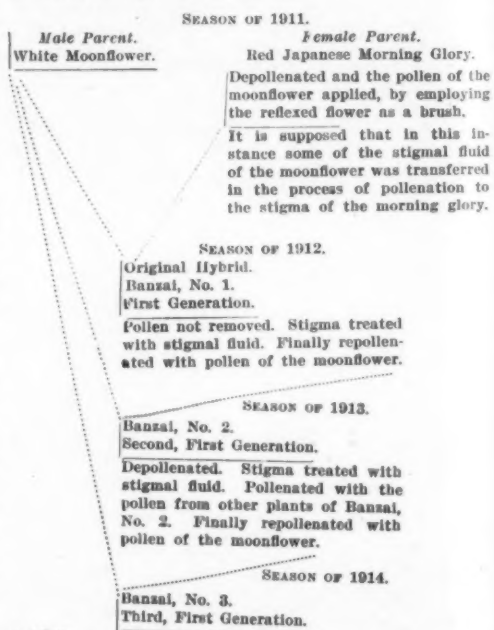 SEASON OF 1911.
Male Parent.
White Moonflower.
Female Parent.
Red Japanese Morning Glory.
Depollenated and the pollen of the
moonflower applied, by employing
the reflexed flower as a brush.
It is supposed that in this in-
stance some of the stigmal fluid
of the moonflower was transferred
in the process of pollenation to
the stigma of the morning glory.
SEASON OF 1912.
Original Hybrid.
Banzai, No. 1.
First Generation.
Pollen not removed. Stigma treated
with stigmal fluid. Finally repollen-
ated with pollen of the moonflower.
SEASON OF 1913.
Banzai, No. 2.
Second, First Generation.
Depollenated. Stigma treated with
stigmal fluid. Pollenated with the
pollen from other plants of Banzai,
No. 2. Finally repollenated with
pollen of the moonflower.
SEASON OF 1914.
Banzai, No. 3.
Third, First Generation.